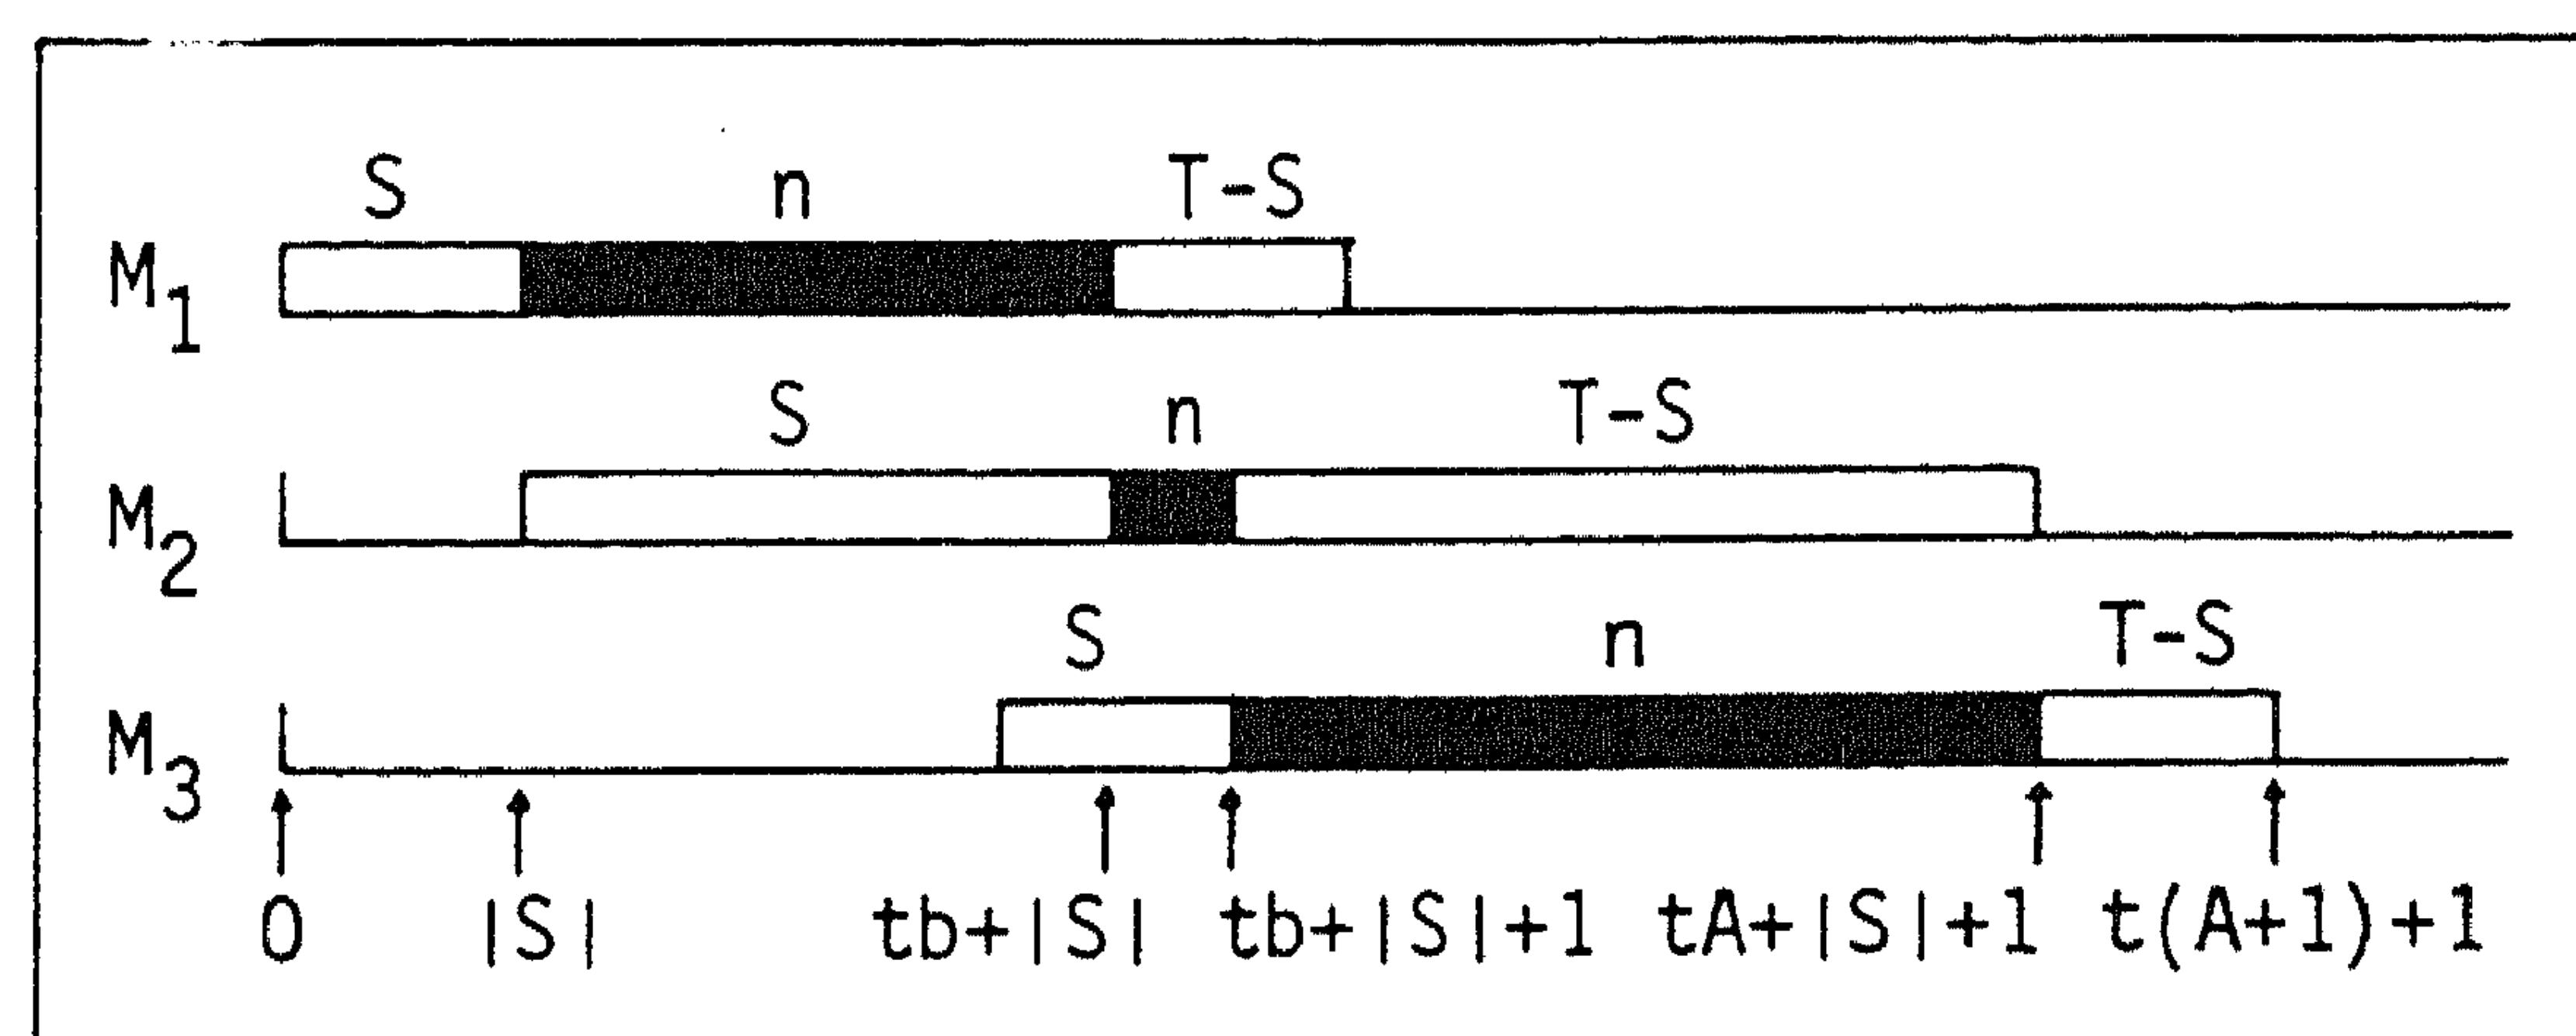 S n T-S
M1
S n T-S
M2
S n T-S
M3
0 |S| tb+|S| tb+|S|+1 tA+|S|+1 t(A+1)+1